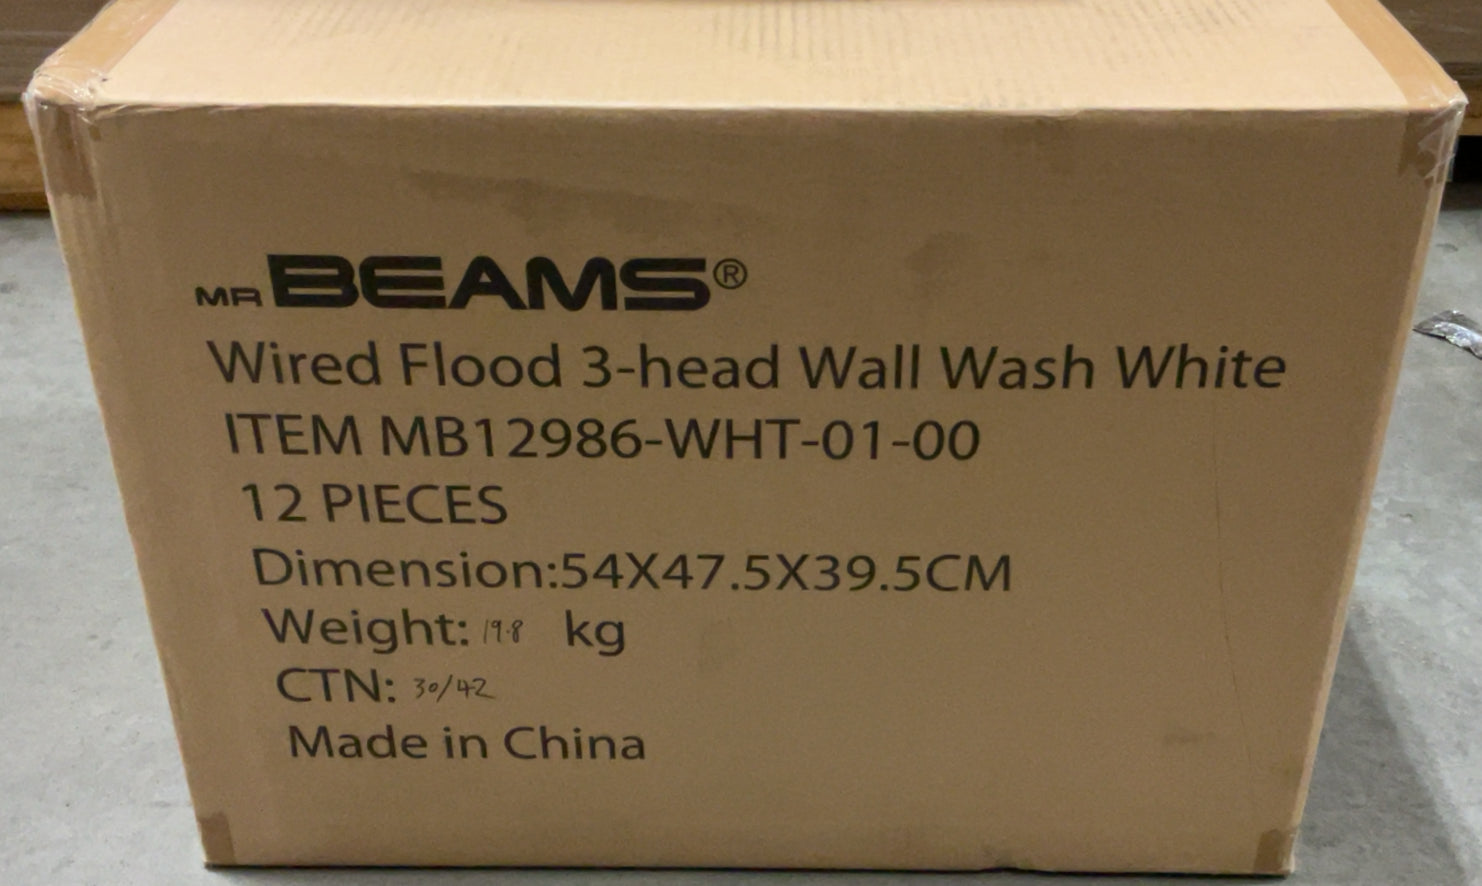 MR BEAMS®
Wired Flood 3-head Wall Wash White
ITEM MB12986-WHT-01-00
12 PIECES
Dimension:54X47.5X39.5CM
Weight: 19.8 kg
CTN: 30/42
Made in China